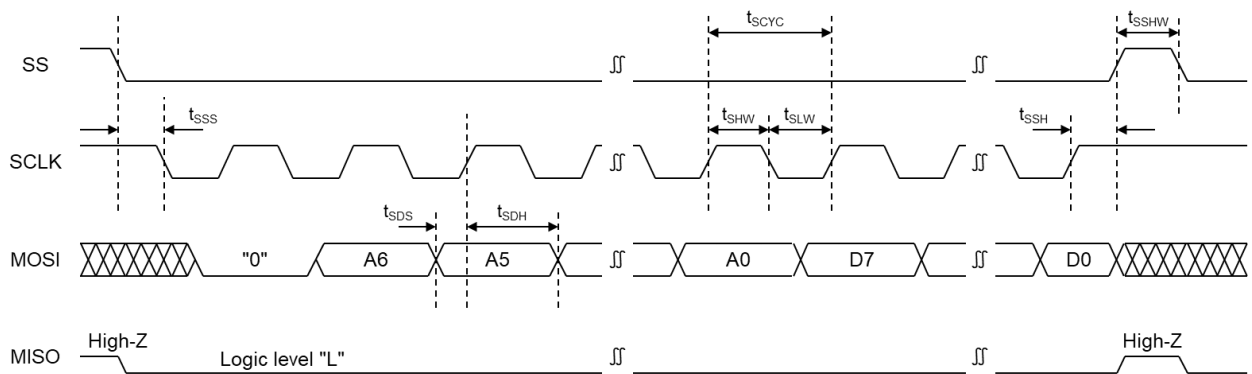 tSCYC
tSSHW
SS
tSSS
tSHW
tSLW
tSSH
SCLK
tSDS
tSDH
MOSI
"0"
A6
A5
A0
D7
D0
High-Z
High-Z
MISO
Logic level "L"